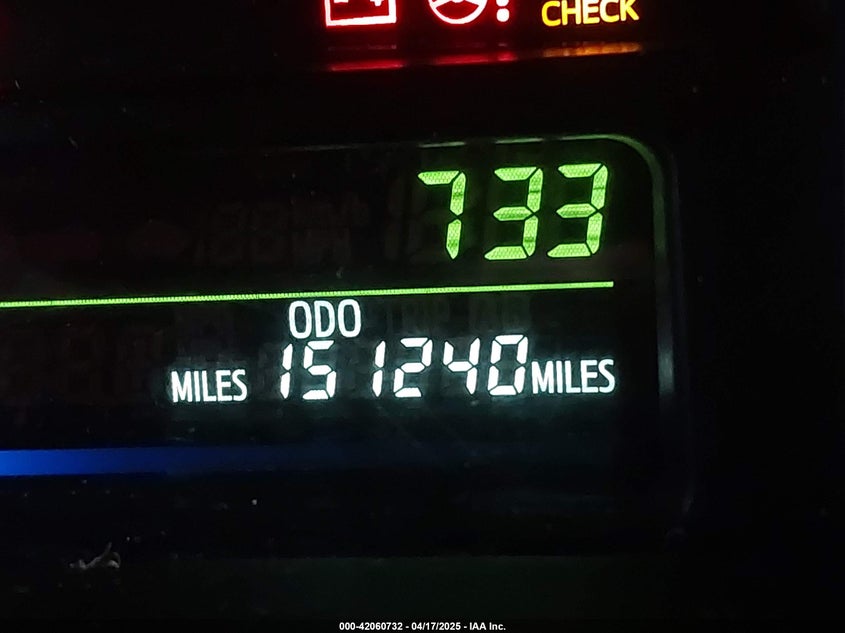 CHECK
733
ODO
MILES 151240 MILES
000-42060732 - 04/17/2025 - IAA Inc.